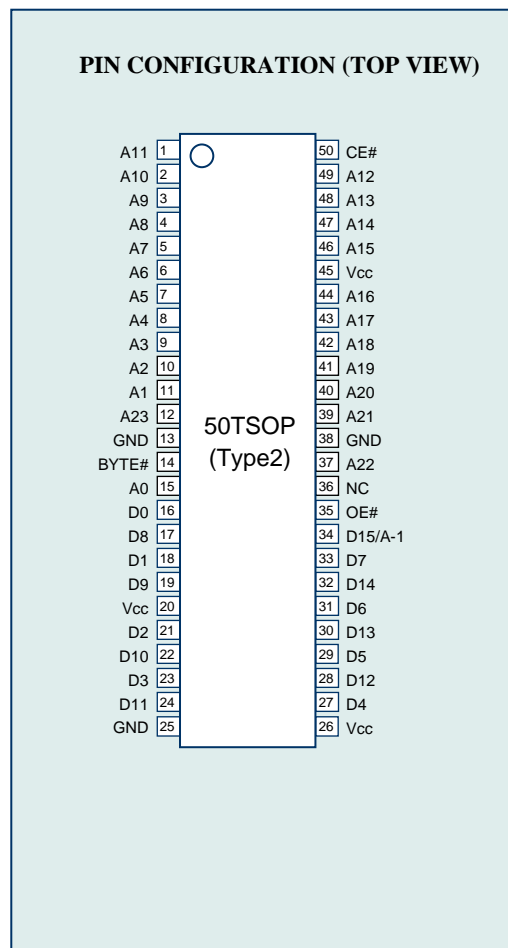 PIN CONFIGURATION (TOP VIEW)
A11 1 50 CE#
A10 2 49 A12
A9 3 48 A13
A8 4 47 A14
A7 5 46 A15
A6 6 45 Vcc
A5 7 44 A16
A4 8 43 A17
A3 9 42 A18
A2 10 41 A19
A1 11 40 A20
A23 12 39 A21
GND 13 38 GND
BYTE# 14 37 A22
A0 15 36 NC
D0 16 35 OE#
D8 17 34 D15/A-1
D1 18 33 D7
D9 19 32 D14
Vcc 20 31 D6
D2 21 30 D13
D10 22 29 D5
D3 23 28 D12
D11 24 27 D4
GND 25 26 Vcc
50TSOP
(Type2)